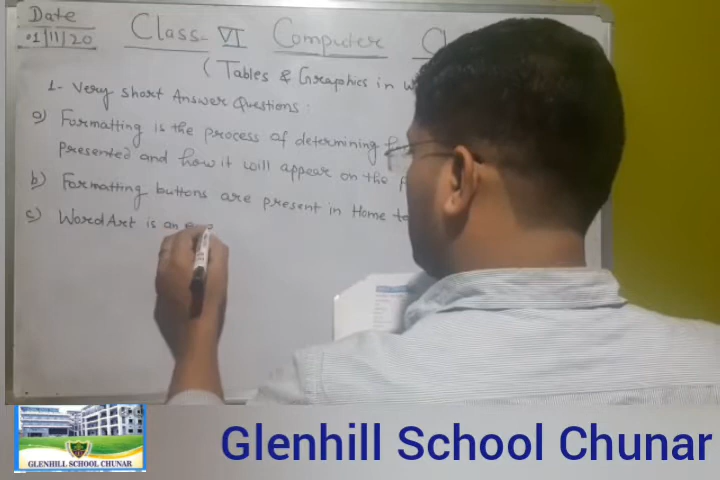 Date
01/11/20
Class-VI Computer
(Tables & Graphics in
1- Very short Answer Questions:
a) Formatting is the process of determining
presented and how it will appear on the
b) Formatting buttons are present in Home
c) WordArt is an
GLENHILL SCHOOL CHUNAR
Glenhill School Chunar